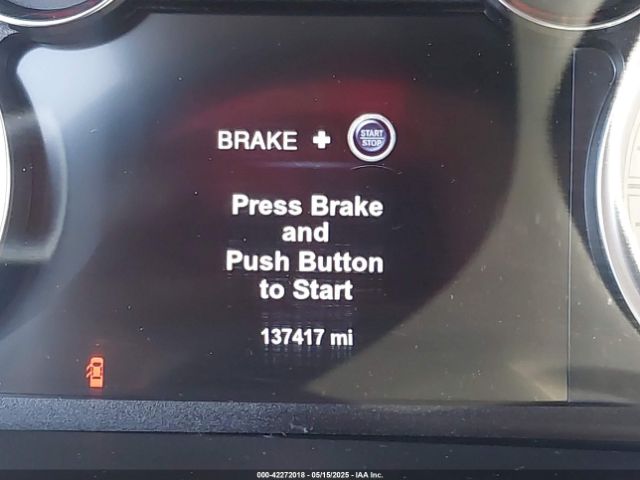 BRAKE + START STOP
Press Brake
and
Push Button
to Start
137417 mi
000-42272018 - 05/15/2025 - IAA Inc.